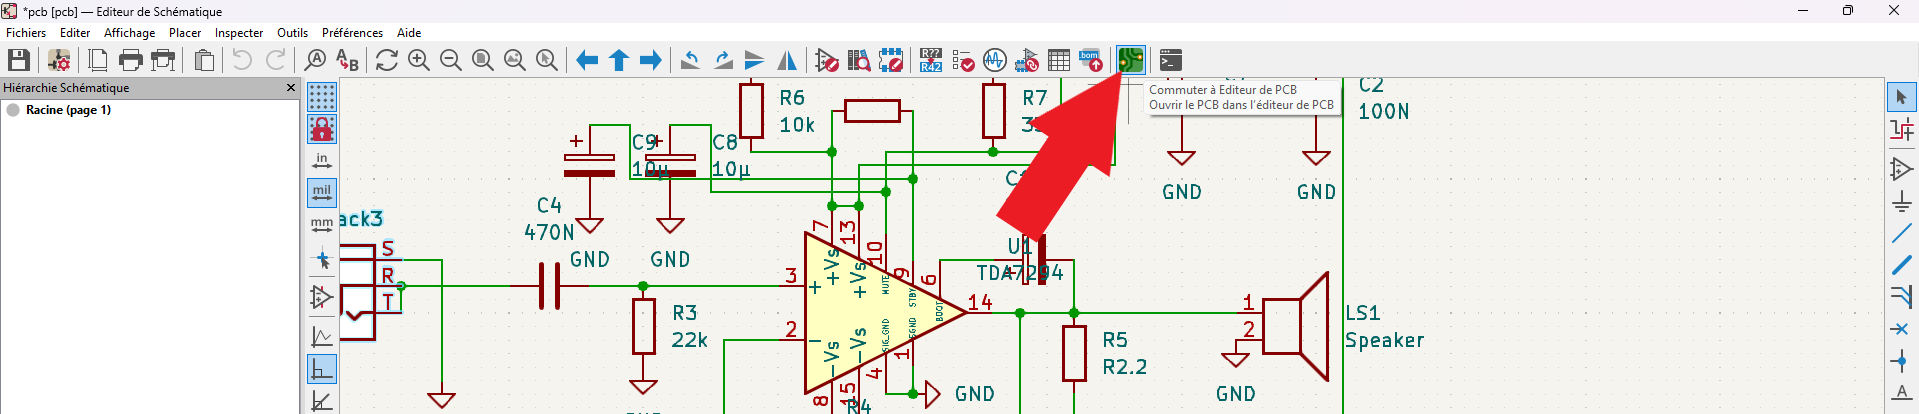 *pcb [pcb] — Editeur de Schématique
Fichiers Editer Affichage Placer Inspecter Outils Préférences Aide
A
B
R??
R42
bom
Hiérarchie Schématique
Racine (page 1)
in
mil
mm
Commuter à Editeur de PCB
Ouvrir le PCB dans l'éditeur de PCB
R6
10k
R7
C2
100N
C9
10µ
C8
10µ
C4
470N
GND
GND
GND
GND
ack3
S
R
T
R3
22k
7
13
10
9
6
3
2
14
+Vs
+Vs
MUTE
STBY
BOOT
-Vs
-Vs
SIG_GND
SGND
8
15
4
1
R4
U1
TDA7294
GND
R5
R2.2
1
2
LS1
Speaker
GND
A